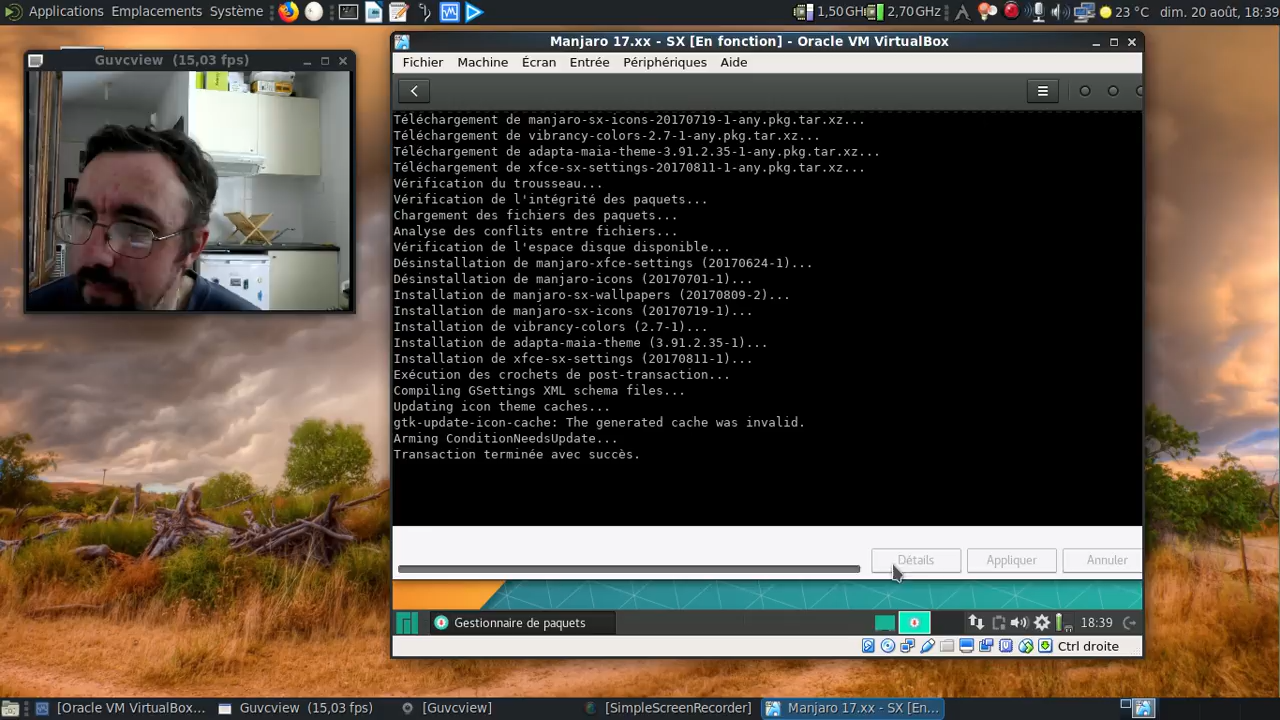 Applications Emplacements Système
1,50 GHz 2,70 GHz 23 °C dim. 20 août, 18:39
Guvcview (15,03 fps)
Manjaro 17.xx - SX [En fonction] - Oracle VM VirtualBox
Fichier Machine Écran Entrée Périphériques Aide
Téléchargement de manjaro-sx-icons-20170719-1-any.pkg.tar.xz...
Téléchargement de vibrancy-colors-2.7-1-any.pkg.tar.xz...
Téléchargement de adapta-maia-theme-3.91.2.35-1-any.pkg.tar.xz...
Téléchargement de xfce-sx-settings-20170811-1-any.pkg.tar.xz...
Vérification du trousseau...
Vérification de l'intégrité des paquets...
Chargement des fichiers des paquets...
Analyse des conflits entre fichiers...
Vérification de l'espace disque disponible...
Désinstallation de manjaro-xfce-settings (20170624-1)...
Désinstallation de manjaro-icons (20170701-1)...
Installation de manjaro-sx-wallpapers (20170809-2)...
Installation de manjaro-sx-icons (20170719-1)...
Installation de vibrancy-colors (2.7-1)...
Installation de adapta-maia-theme (3.91.2.35-1)...
Installation de xfce-sx-settings (20170811-1)...
Exécution des crochets de post-transaction...
Compiling GSettings XML schema files...
Updating icon theme caches...
gtk-update-icon-cache: The generated cache was invalid.
Arming ConditionNeedsUpdate...
Transaction terminée avec succès.
Détails Appliquer Annuler
Gestionnaire de paquets 18:39
Ctrl droite
[Oracle VM VirtualBox... Guvcview (15,03 fps) [Guvcview] [SimpleScreenRecorder] Manjaro 17.xx - SX [En...